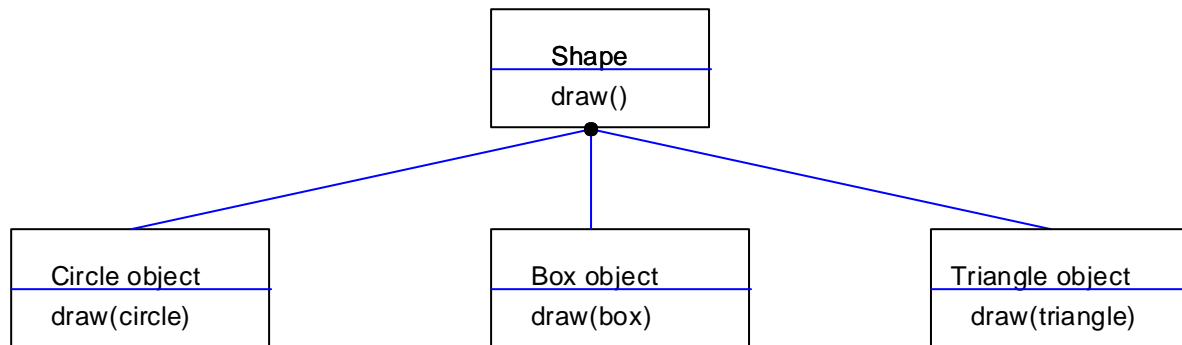 Shape
draw()
Circle object
draw(circle)
Box object
draw(box)
Triangle object
draw(triangle)